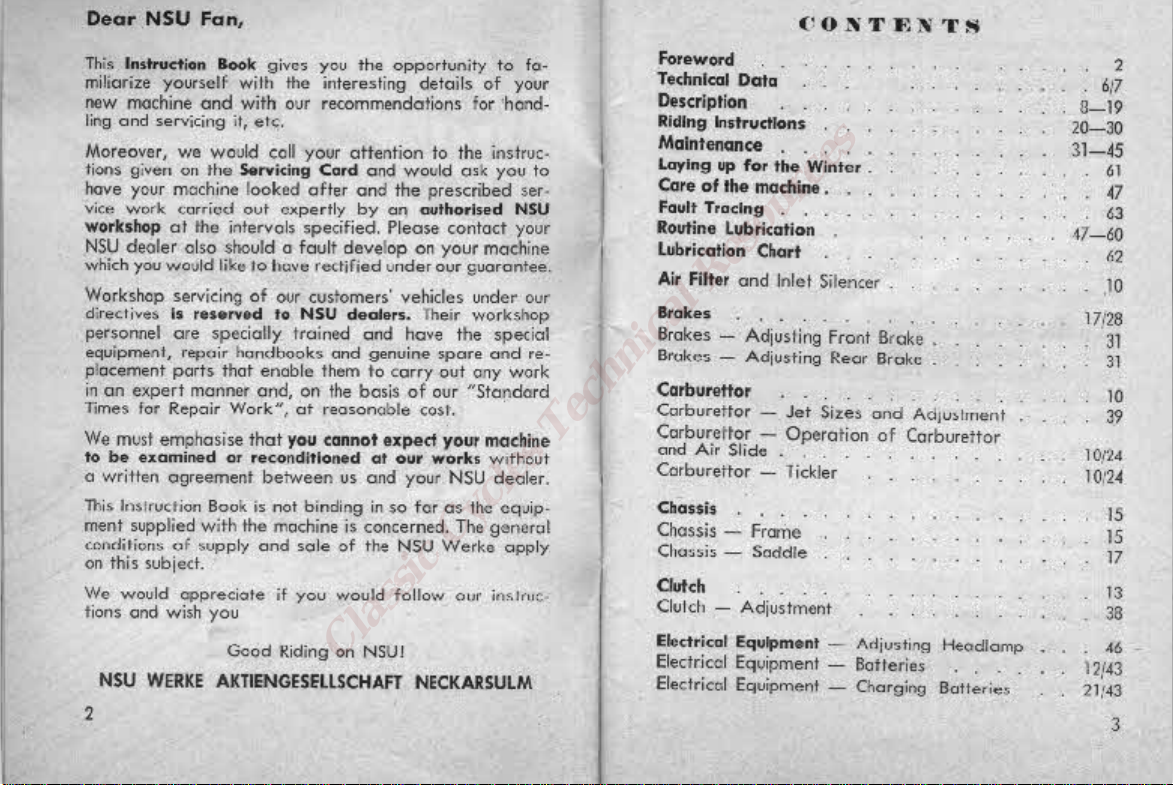 Dear NSU Fan,
This Instruction Book gives you the opportunity to fa-
miliarize yourself with the interesting details of your
new machine and with our recommendations for hand-
ling and servicing it, etc.
Moreover, we would call your attention to the instruc-
tions given on the Servicing Card and would ask you to
have your machine looked after and the prescribed ser-
vice work carried out expertly by an authorised NSU
workshop at the intervals specified. Please contact your
NSU dealer also should a fault develop on your machine
which you would like to have rectified under our guarantee.
Workshop servicing of our customers' vehicles under our
directives is reserved to NSU dealers. Their workshop
personnel are specially trained and have the special
equipment, repair handbooks and genuine spare and re-
placement parts that enable them to carry out any work
in an expert manner and, on the basis of our "Standard
Times for Repair Work", at reasonable cost.
We must emphasise that you cannot expect your machine
to be examined or reconditioned at our works without
a written agreement between us and your NSU dealer.
This Instruction Book is not binding in so far as the equip-
ment supplied with the machine is concerned. The general
conditions of supply and sale of the NSU Werke apply
on this subject.
We would appreciate if you would follow our instruc-
tions and wish you
Good Riding on NSU!
NSU WERKE AKTIENGESELLSCHAFT NECKARSULM
2
CONTENTS
Foreword . . . . . . . . . . . . . . 2
Technical Data . . . . . . . . . . . . 6/7
Description . . . . . . . . . . . . . 8—19
Riding Instructions . . . . . . . . . . . 20—30
Maintenance . . . . . . . . . . . . . 31—45
Laying up for the Winter . . . . . . . . . 61
Care of the machine . . . . . . . . . . . 47
Fault Tracing . . . . . . . . . . . . 63
Routine Lubrication . . . . . . . . . . . 47—60
Lubrication Chart . . . . . . . . . . . 62
Air Filter and Inlet Silencer . . . . . . . . 10
Brakes . . . . . . . . . . . . . . 17/28
Brakes — Adjusting Front Brake . . . . . . . 31
Brakes — Adjusting Rear Brake . . . . . . . 31
Carburettor . . . . . . . . . . . . . 10
Carburettor — Jet Sizes and Adjustment . . . . 39
Carburettor — Operation of Carburettor
and Air Slide . . . . . . . . . . . . 10/24
Carburettor — Tickler . . . . . . . . . 10/24
Chassis . . . . . . . . . . . . . . 15
Chassis — Frame . . . . . . . . . . . 15
Chassis — Saddle . . . . . . . . . . . 17
Clutch . . . . . . . . . . . . . . 13
Clutch — Adjustment . . . . . . . . . . 38
Electrical Equipment — Adjusting Headlamp . . . 46
Electrical Equipment — Batteries . . . . . . 12/43
Electrical Equipment — Charging Batteries . . 21/43
3
Classic Cycles Technical Resources